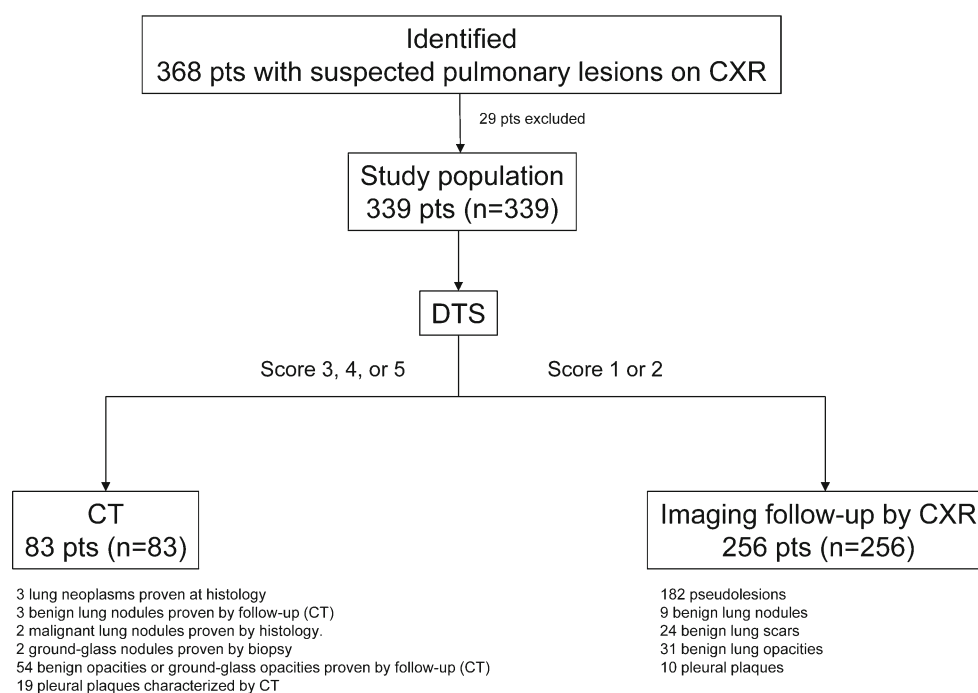 Identified
368 pts with suspected pulmonary lesions on CXR
29 pts excluded
Study population
339 pts (n=339)
DTS
Score 3, 4, or 5
Score 1 or 2
CT
83 pts (n=83)
3 lung neoplasms proven at histology
3 benign lung nodules proven by follow-up (CT)
2 malignant lung nodules proven by histology.
2 ground-glass nodules proven by biopsy
54 benign opacities or ground-glass opacities proven by follow-up (CT)
19 pleural plaques characterized by CT
Imaging follow-up by CXR
256 pts (n=256)
182 pseudolesions
9 benign lung nodules
24 benign lung scars
31 benign lung opacities
10 pleural plaques